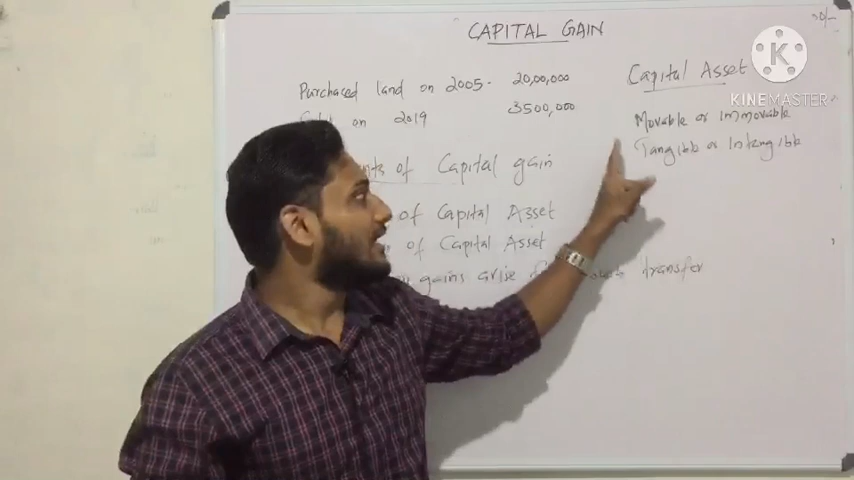 CAPITAL GAIN
Purchased land on 2005. 20,00,000
on 2019 3500,000
of Capital gain
of Capital Asset
of Capital Asset
gains arise transfer
Capital Asset
Movable or immovable
Tangible or Intangible
KINEMASTER